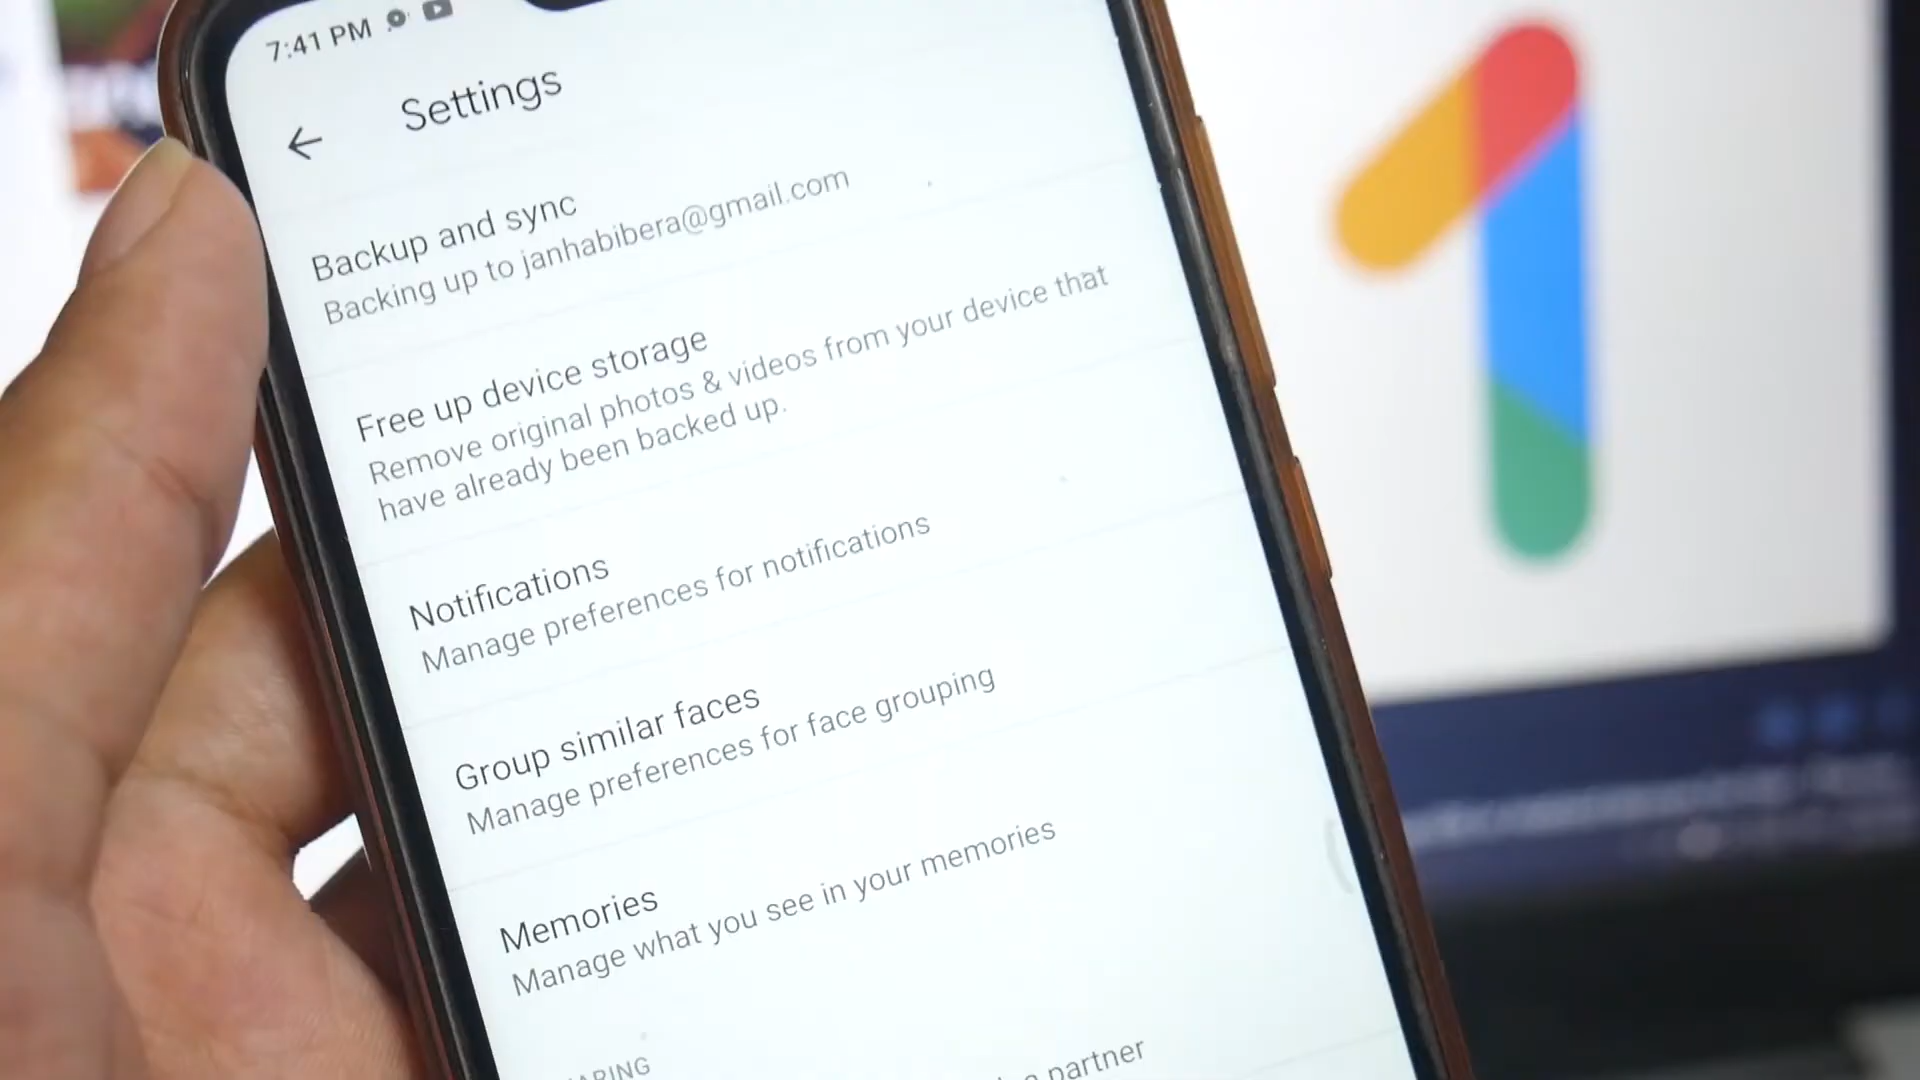 7:41 PM
Settings
Backup and sync
Backing up to janhabibera@gmail.com
Free up device storage
Remove original photos & videos from your device that
have already been backed up.
Notifications
Manage preferences for notifications
Group similar faces
Manage preferences for face grouping
Memories
Manage what you see in your memories
partner